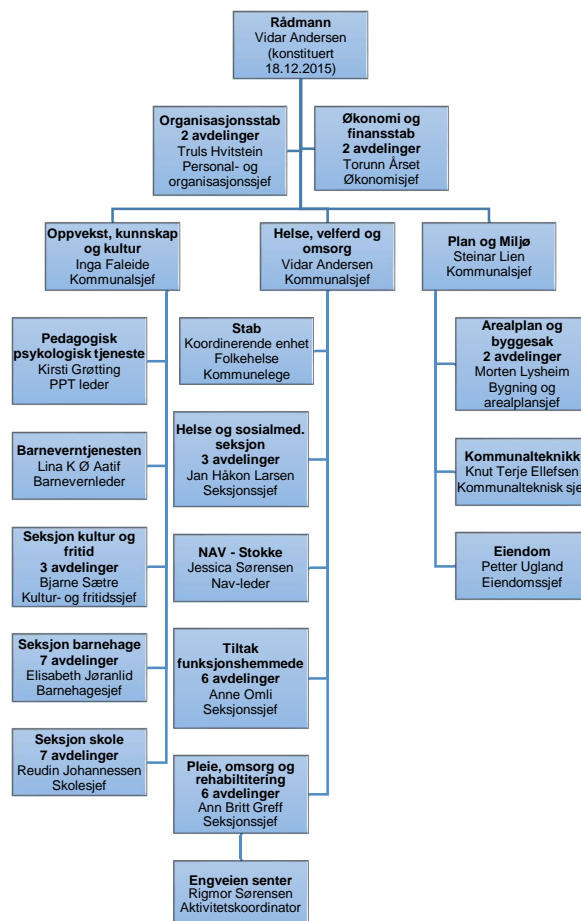 Rådmann
Vidar Andersen
(konstituert
18.12.2015)
Organisasjonsstab
2 avdelinger
Truls Hvitstein
Personal- og
organisasjonssjef
Økonomi og
finansstab
2 avdelinger
Torunn Årset
Økonomisjef
Oppvekst, kunnskap
og kultur
Inga Faleide
Kommunalsjef
Pedagogisk
psykologisk tjeneste
Kirsti Grøtting
PPT leder
Barneverntjenesten
Lina K Ø Aatif
Barnevernleder
Seksjon kultur og
fritid
3 avdelinger
Bjarne Sætre
Kultur- og fritidssjef
Seksjon barnehage
7 avdelinger
Elisabeth Jøranlid
Barnehagesjef
Seksjon skole
7 avdelinger
Reudin Johannessen
Skolesjef
Helse, velferd og
omsorg
Vidar Andersen
Kommunalsjef
Stab
Koordinerende enhet
Folkehelse
Kommunelege
Helse og sosialmed.
seksjon
3 avdelinger
Jan Håkon Larsen
Seksjonssjef
NAV - Stokke
Jessica Sørensen
Nav-leder
Tiltak
funksjonshemmede
6 avdelinger
Anne Omli
Seksjonssjef
Pleie, omsorg og
rehabiltitering
6 avdelinger
Ann Britt Greff
Seksjonssjef
Engveien senter
Rigmor Sørensen
Aktivitetskoordinator
Plan og Miljø
Steinar Lien
Kommunalsjef
Arealplan og
byggesak
2 avdelinger
Morten Lysheim
Bygning og
arealplansjef
Kommunalteknikk
Knut Terje Ellefsen
Kommunalteknisk sje
Eiendom
Petter Ugland
Eiendomssjef